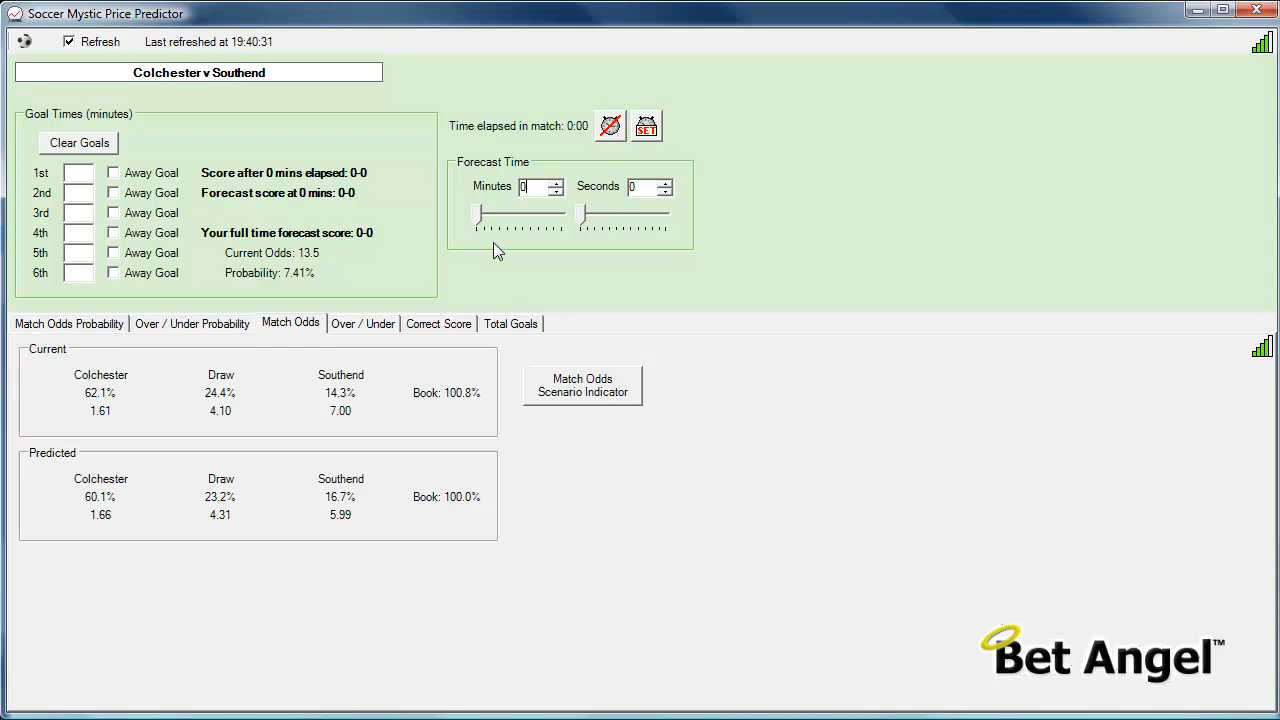 Soccer Mystic Price Predictor
Refresh Last refreshed at 19:40:31
Colchester v Southend
Goal Times (minutes)
Clear Goals
Time elapsed in match: 0:00 SET
Forecast Time
Minutes 0 Seconds 0
1st Away Goal Score after 0 mins elapsed: 0-0
2nd Away Goal Forecast score at 0 mins: 0-0
3rd Away Goal
4th Away Goal Your full time forecast score: 0-0
5th Away Goal Current Odds: 13.5
6th Away Goal Probability: 7.41%
Match Odds Probability Over / Under Probability Match Odds Over / Under Correct Score Total Goals
Current
Colchester Draw Southend
62.1% 24.4% 14.3% Book: 100.8%
1.61 4.10 7.00
Match Odds
Scenario Indicator
Predicted
Colchester Draw Southend
60.1% 23.2% 16.7% Book: 100.0%
1.66 4.31 5.99
Bet Angel™